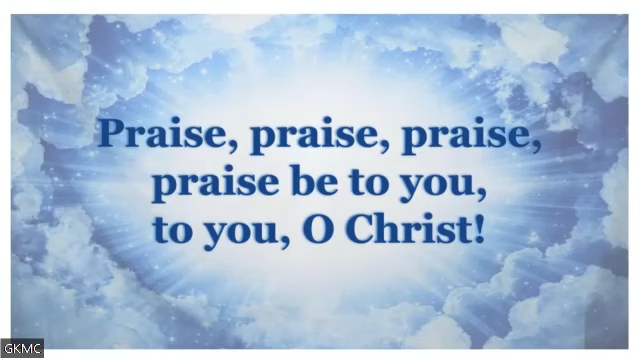 Praise, praise, praise,
praise be to you,
to you, O Christ!
GKMC